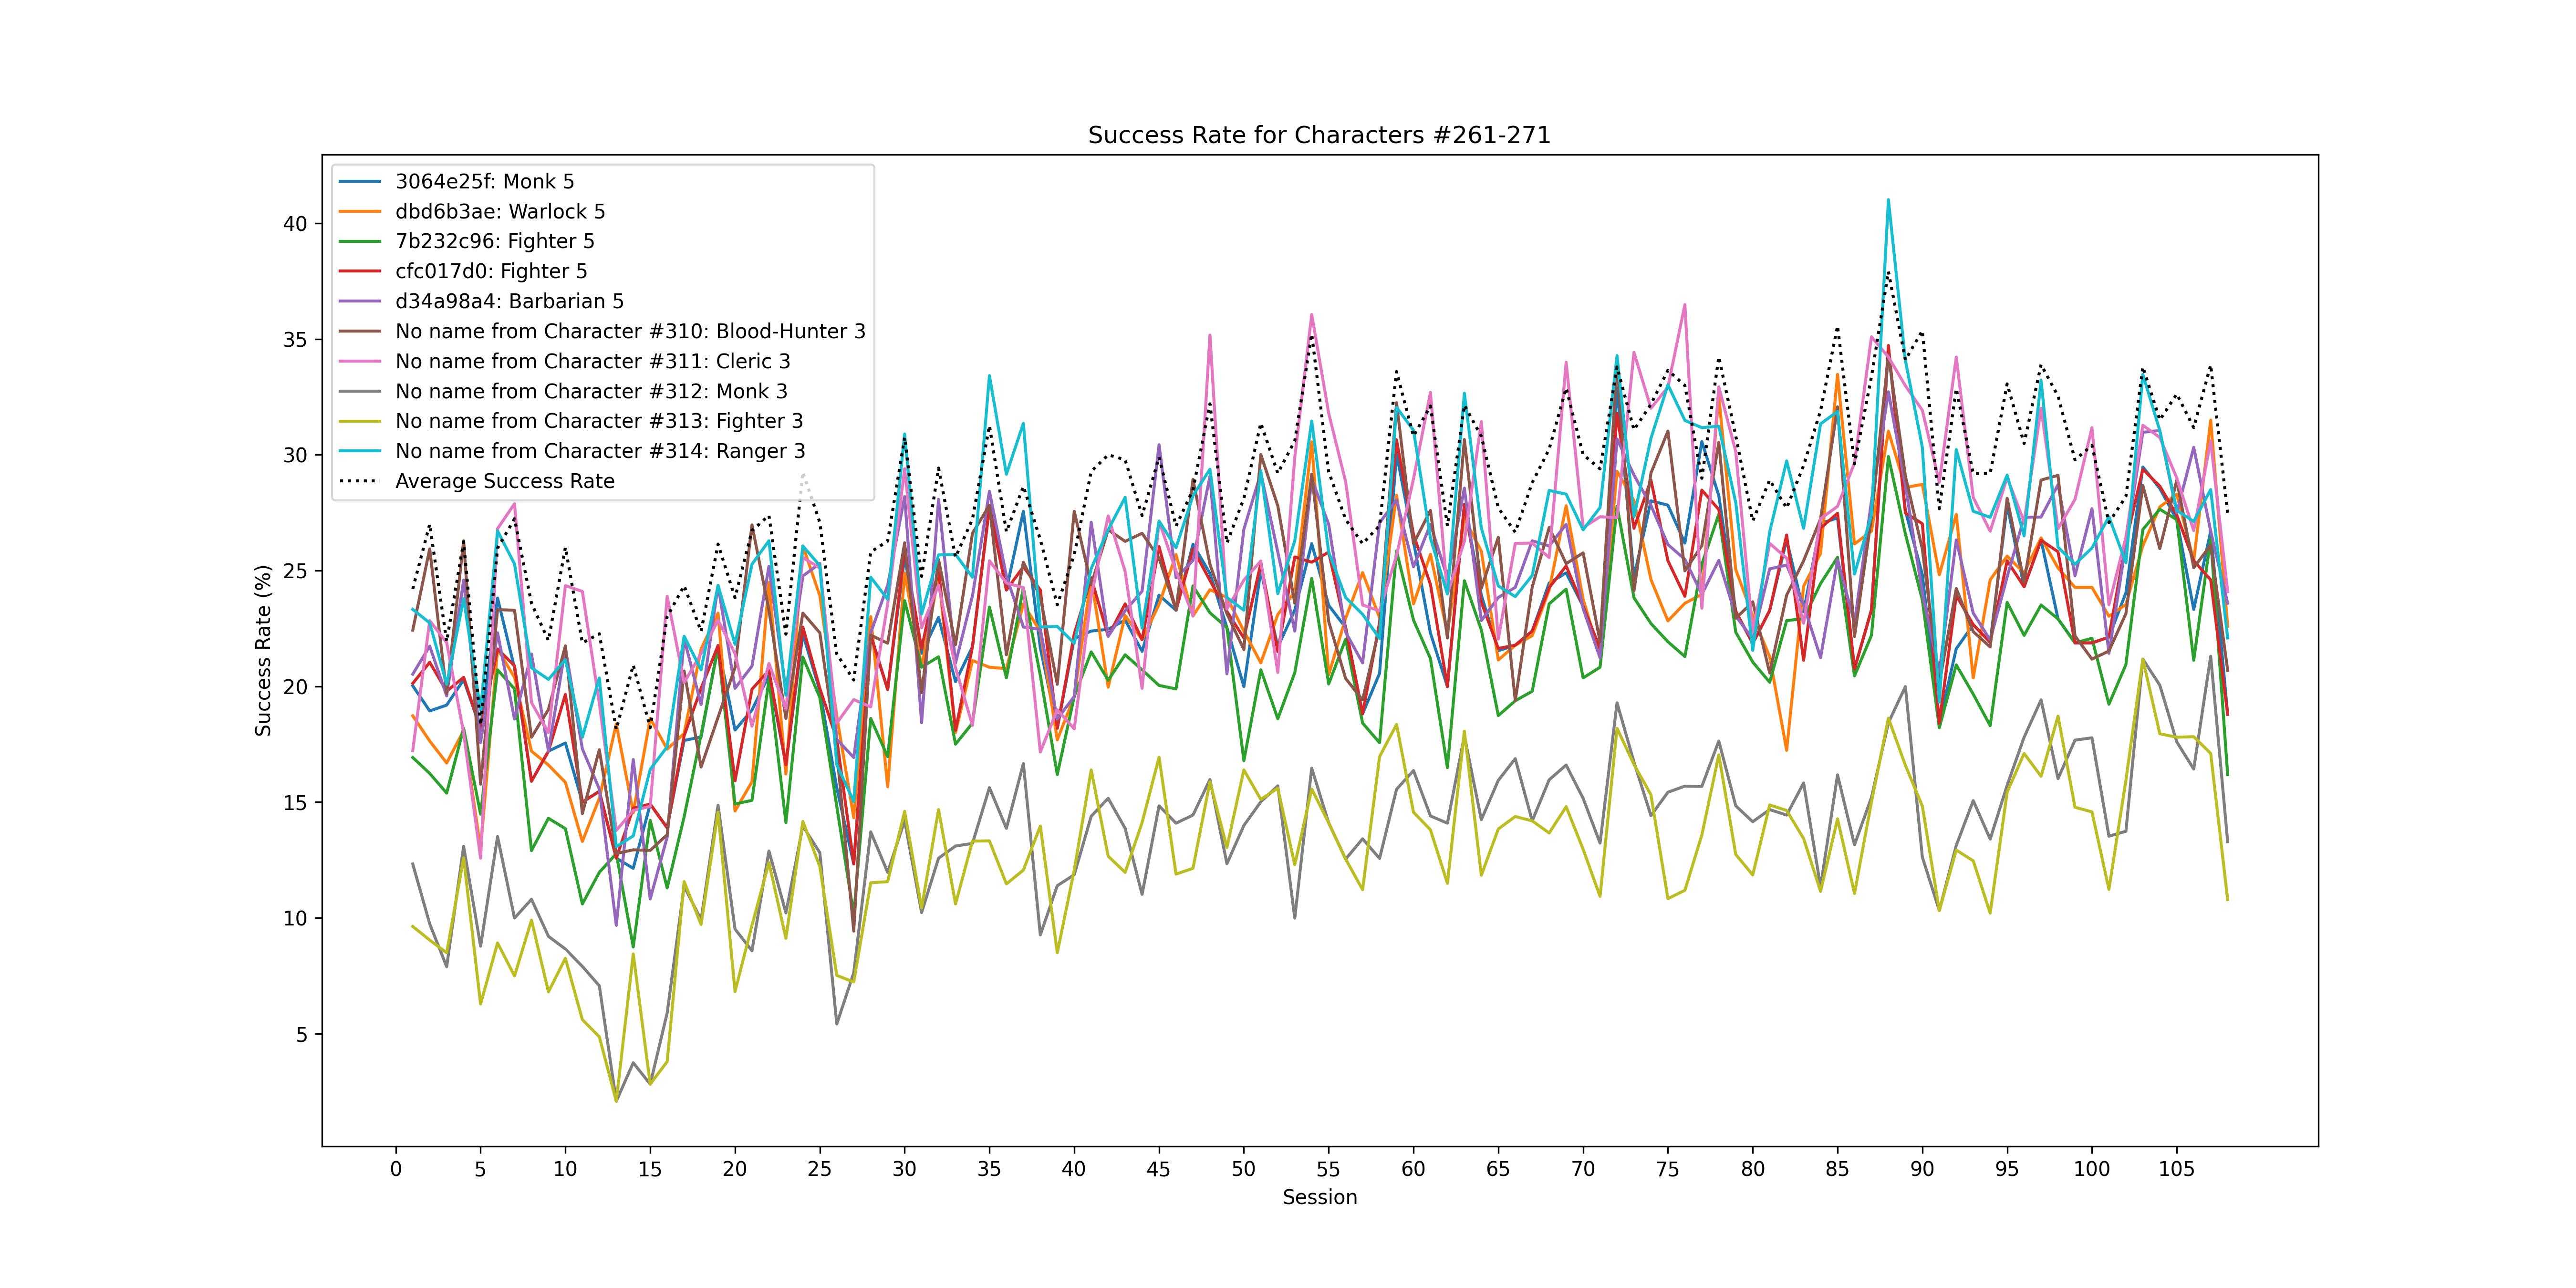 Success Rate for Characters #261-271
3064e25f: Monk 5
dbd6b3ae: Warlock 5
7b232c96: Fighter 5
cfc017d0: Fighter 5
d34a98a4: Barbarian 5
No name from Character #310: Blood-Hunter 3
No name from Character #311: Cleric 3
No name from Character #312: Monk 3
No name from Character #313: Fighter 3
No name from Character #314: Ranger 3
Average Success Rate
Success Rate (%)
40
35
30
25
20
15
10
5
0 5 10 15 20 25 30 35 40 45 50 55 60 65 70 75 80 85 90 95 100 105
Session